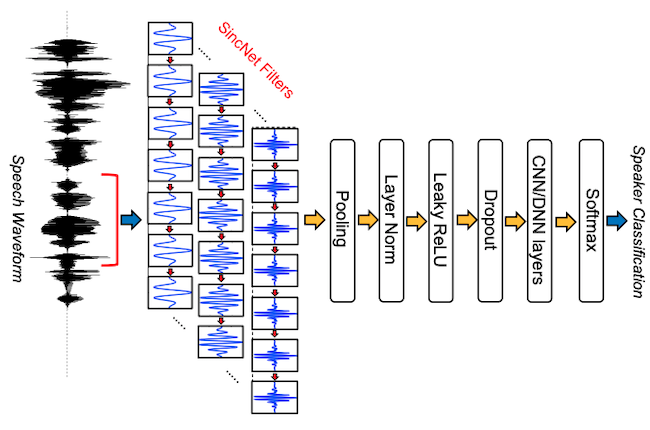 Speech Waveform
SincNet Filters
Pooling
Layer Norm
Leaky ReLU
Dropout
CNN/DNN layers
Softmax
Speaker Classification